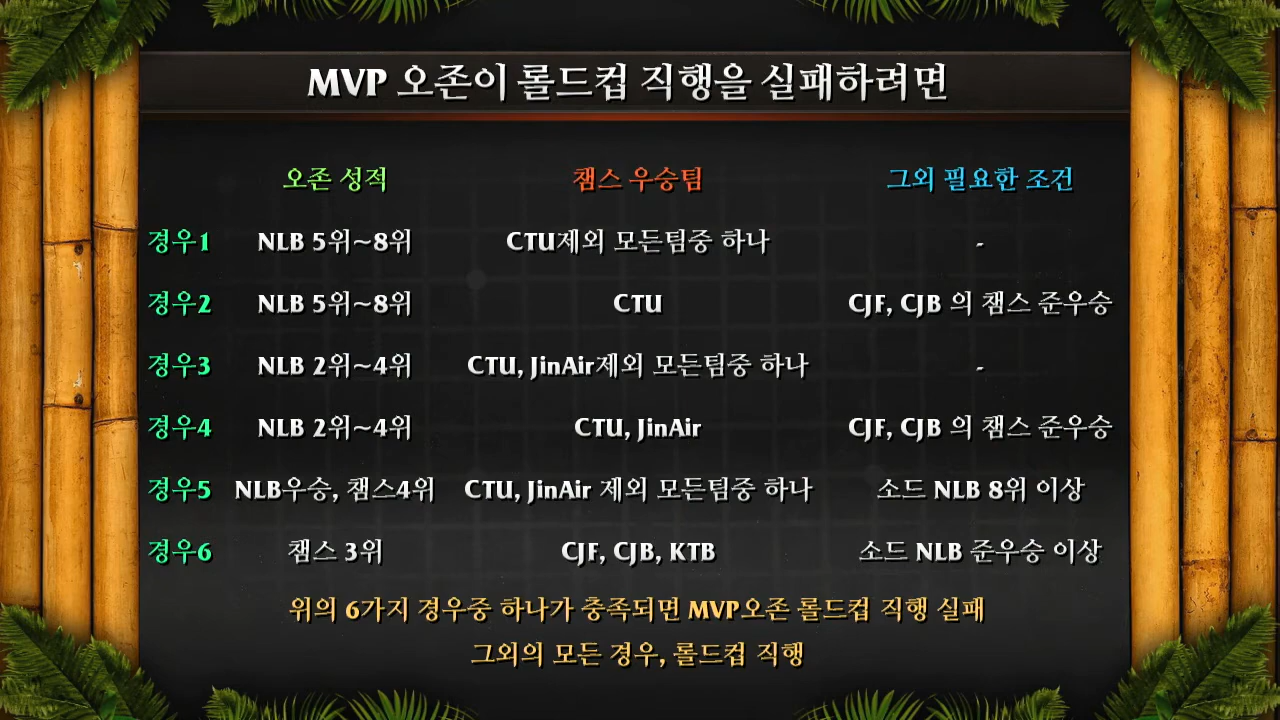 MVP 오존이 롤드컵 직행을 실패하려면
오존 성적 챔스 우승팀 그외 필요한 조건
경우1 NLB 5위~8위 CTU제외 모든팀중 하나 -
경우2 NLB 5위~8위 CTU CJF, CJB 의 챔스 준우승
경우3 NLB 2위~4위 CTU, JinAir제외 모든팀중 하나 -
경우4 NLB 2위~4위 CTU, JinAir CJF, CJB 의 챔스 준우승
경우5 NLB우승, 챔스4위 CTU, JinAir 제외 모든팀중 하나 소드 NLB 8위 이상
경우6 챔스 3위 CJF, CJB, KTB 소드 NLB 준우승 이상
위의 6가지 경우중 하나가 충족되면 MVP오존 롤드컵 직행 실패
그외의 모든 경우, 롤드컵 직행